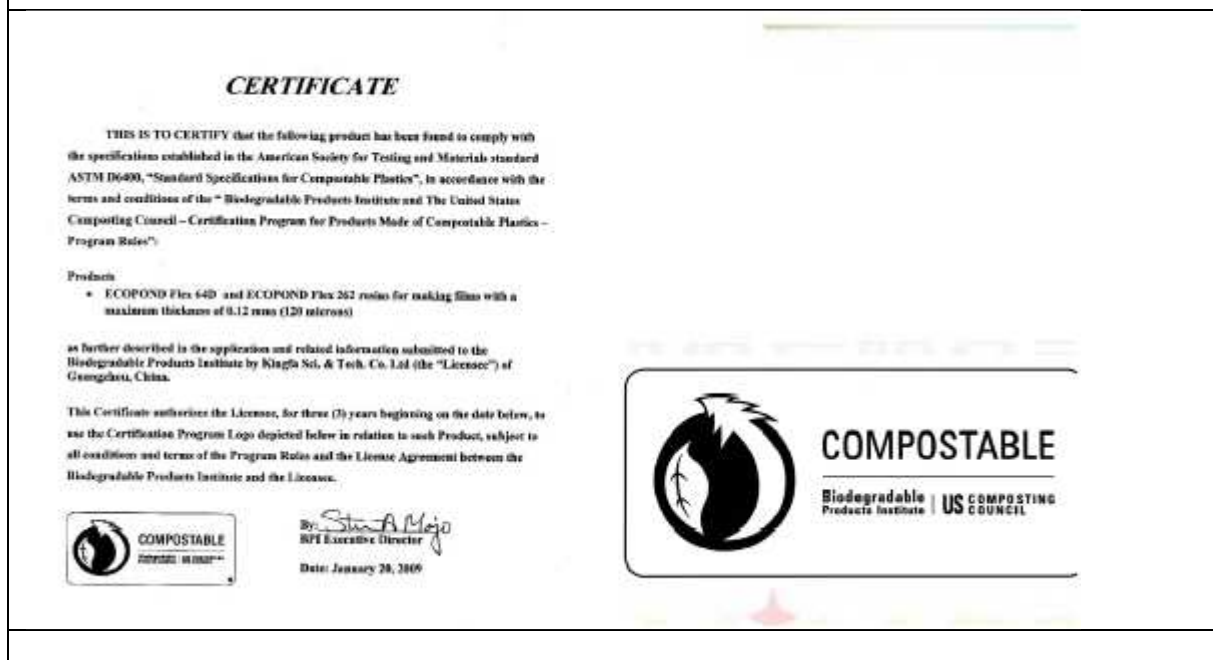 CERTIFICATE
THIS IS TO CERTIFY that the following product has been found to comply with
the specifications established in the American Society for Testing and Materials standard
ASTM D6400, “Standard Specifications for Compostable Plastics”, in accordance with the
terms and conditions of the “ Biodegradable Products Institute and The United States
Composting Council – Certification Program for Products Made of Compostable Plastics –
Program Rules”:
Products
• ECOPOND Flex 64D and ECOPOND Flex 262 resins for making films with a
maximum thickness of 0.12 mms (120 microns)
as further described in the application and related information submitted to the
Biodegradable Products Institute by Kingfa Sci. & Tech. Co. Ltd (the “Licensee”) of
Guangzhou, China.
This Certificate authorizes the Licensee, for three (3) years beginning on the date below, to
use the Certification Program Logo depicted below in relation to such Product, subject to
all conditions and terms of the Program Rules and the License Agreement between the
Biodegradable Products Institute and the Licensee.
COMPOSTABLE
By: Steven A Mojo
BPI Executive Director
Date: January 20, 2009
COMPOSTABLE
Biodegradable Products Institute | US COMPOSTING COUNCIL